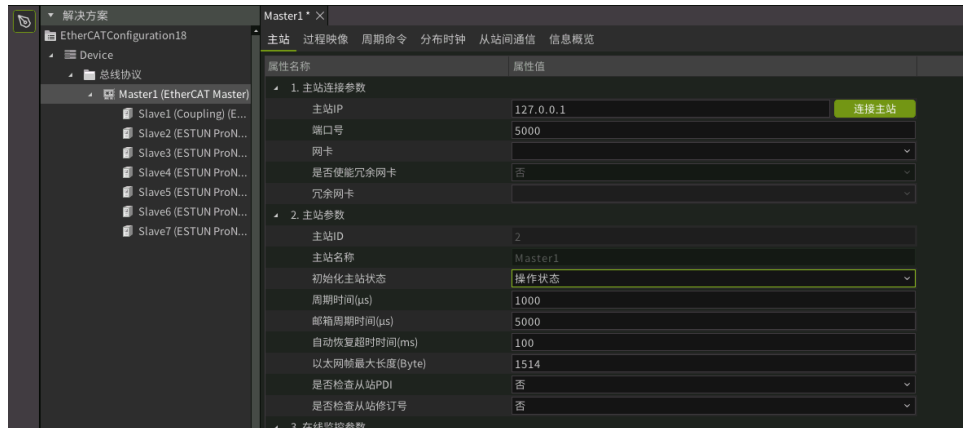 解决方案
EtherCATConfiguration18
Device
总线协议
Master1 (EtherCAT Master)
Slave1 (Coupling) (E...
Slave2 (ESTUN ProN...
Slave3 (ESTUN ProN...
Slave4 (ESTUN ProN...
Slave5 (ESTUN ProN...
Slave6 (ESTUN ProN...
Slave7 (ESTUN ProN...
Master1*
主站 过程映像 周期命令 分布时钟 从站间通信 信息概览
属性名称 属性值
1. 主站连接参数
主站IP 127.0.0.1 连接主站
端口号 5000
网卡
是否使能冗余网卡 否
冗余网卡
2. 主站参数
主站ID 2
主站名称 Master1
初始化主站状态 操作状态
周期时间(μs) 1000
邮箱周期时间(μs) 5000
自动恢复超时时间(ms) 100
以太网帧最大长度(Byte) 1514
是否检查从站PDI 否
是否检查从站修订号 否
3. 在线监控参数